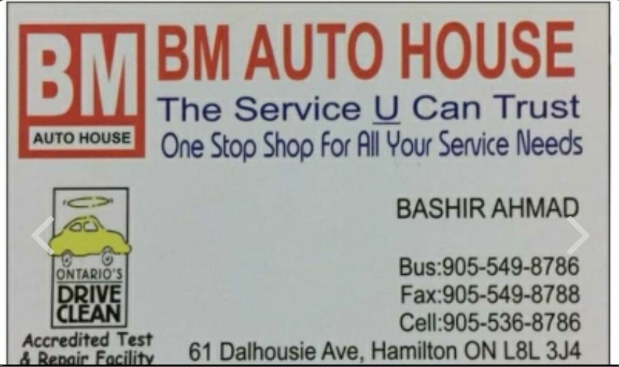 BM
AUTO HOUSE
BM AUTO HOUSE
The Service U Can Trust
One Stop Shop For All Your Service Needs
ONTARIO'S
DRIVE
CLEAN
Accredited Test
& Repair Facility
BASHIR AHMAD
Bus:905-549-8786
Fax:905-549-8788
Cell:905-536-8786
61 Dalhousie Ave, Hamilton ON L8L 3J4